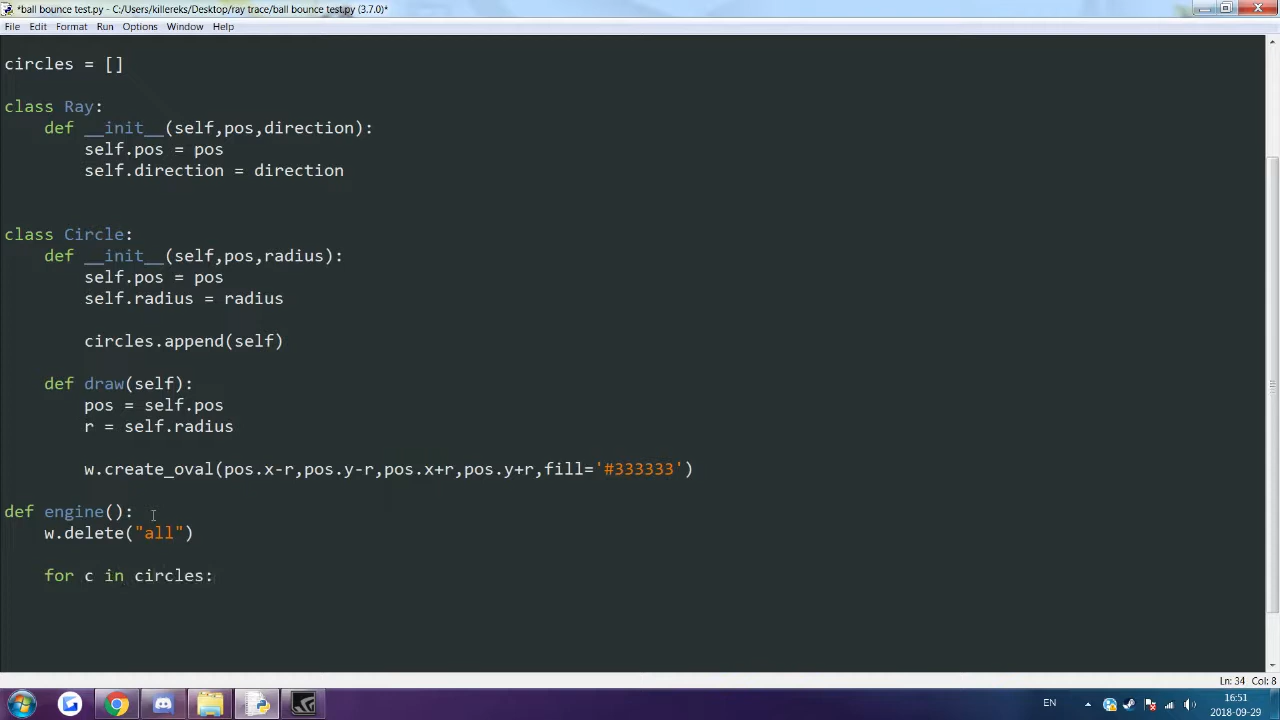 *ball bounce test.py - C:/Users/killereks/Desktop/ray trace/ball bounce test.py (3.7.0)*
File Edit Format Run Options Window Help
circles = []
class Ray:
    def __init__(self,pos,direction):
        self.pos = pos
        self.direction = direction
class Circle:
    def __init__(self,pos,radius):
        self.pos = pos
        self.radius = radius
        circles.append(self)
    def draw(self):
        pos = self.pos
        r = self.radius
        w.create_oval(pos.x-r,pos.y-r,pos.x+r,pos.y+r,fill='#333333')
def engine():
    w.delete("all")
    for c in circles:
Ln: 34 Col: 8
EN
16:51
2018-09-29